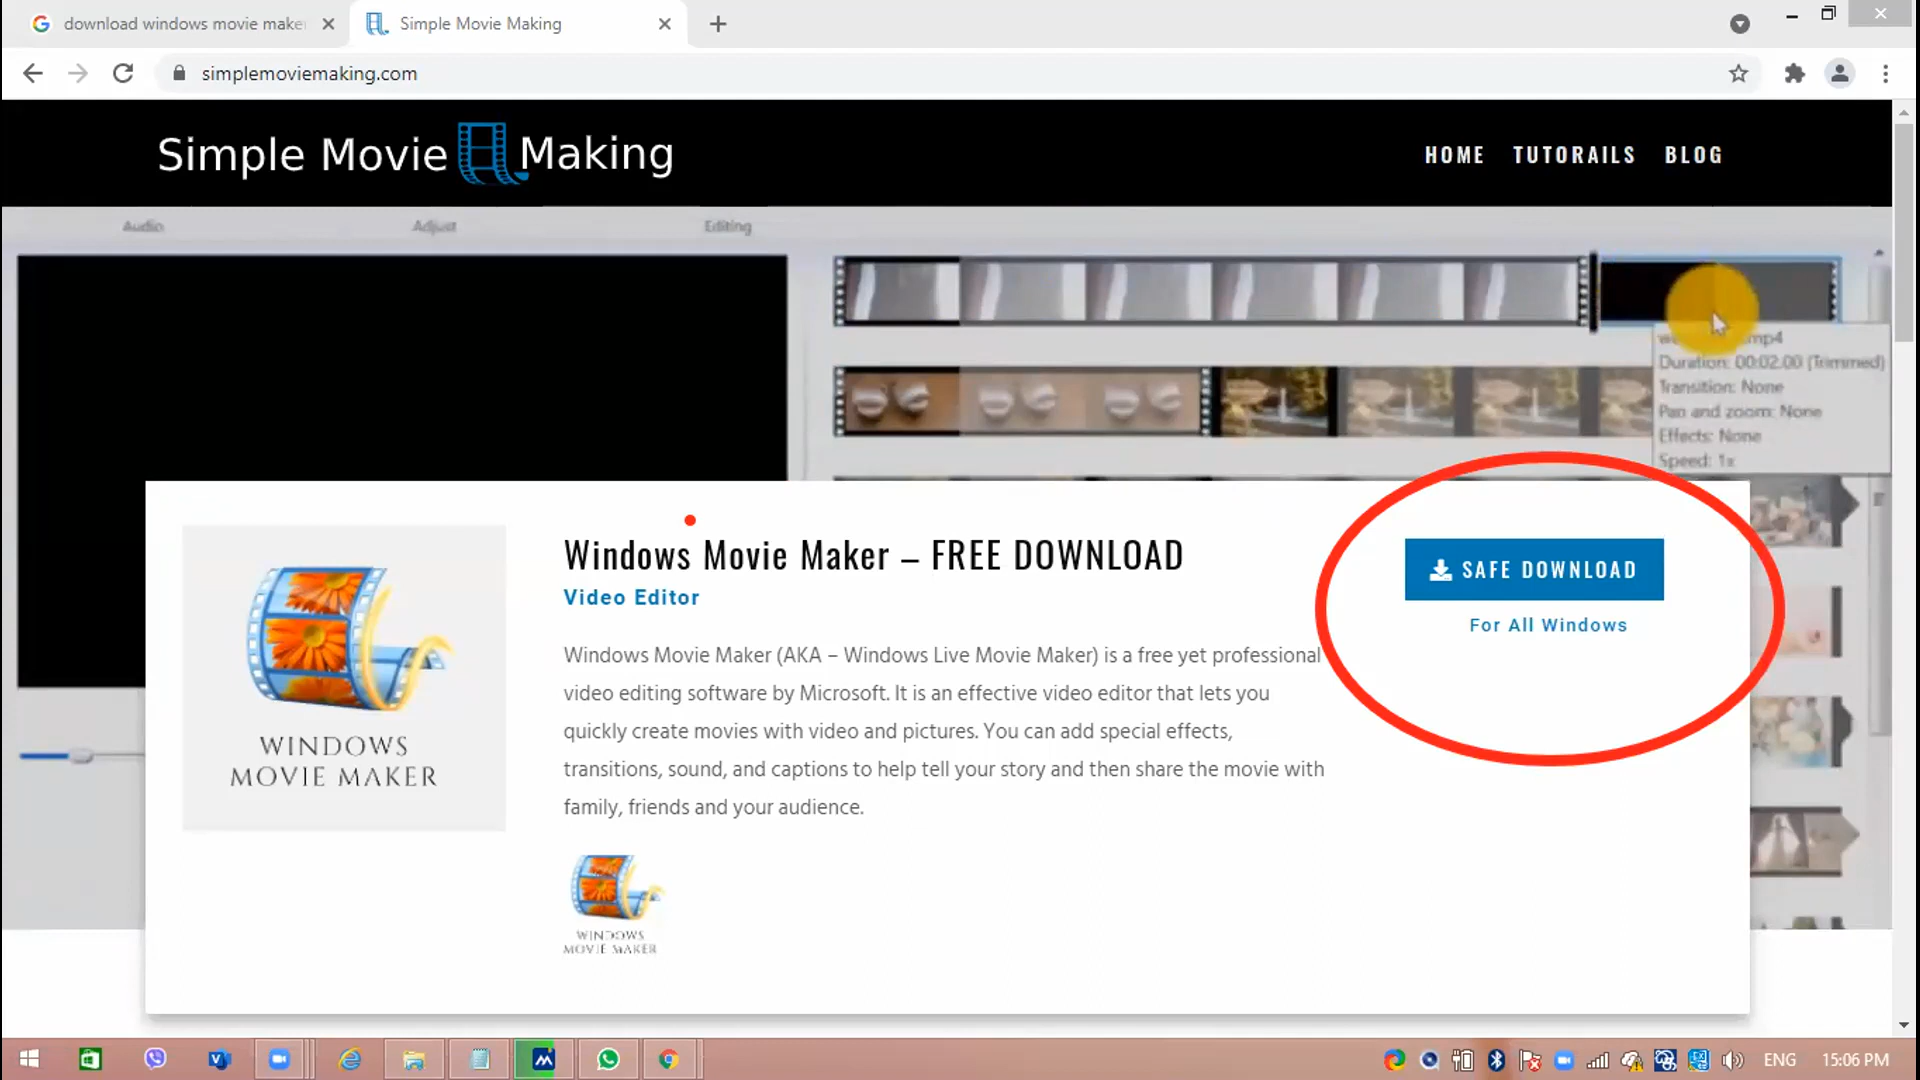 download windows movie make
Simple Movie Making
simplemoviemaking.com
Simple Movie Making
HOME TUTORAILS BLOG
Audio Adjust Editing
mp4
Duration: 00:02.00 (Trimmed)
Transition: None
Pan and zoom: None
Effects: None
Speed: 1x
Windows Movie Maker – FREE DOWNLOAD
Video Editor
SAFE DOWNLOAD
For All Windows
Windows Movie Maker (AKA – Windows Live Movie Maker) is a free yet professional
video editing software by Microsoft. It is an effective video editor that lets you
quickly create movies with video and pictures. You can add special effects,
transitions, sound, and captions to help tell your story and then share the movie with
family, friends and your audience.
WINDOWS
MOVIE MAKER
WINDOWS
MOVIE MAKER
ENG 15:06 PM